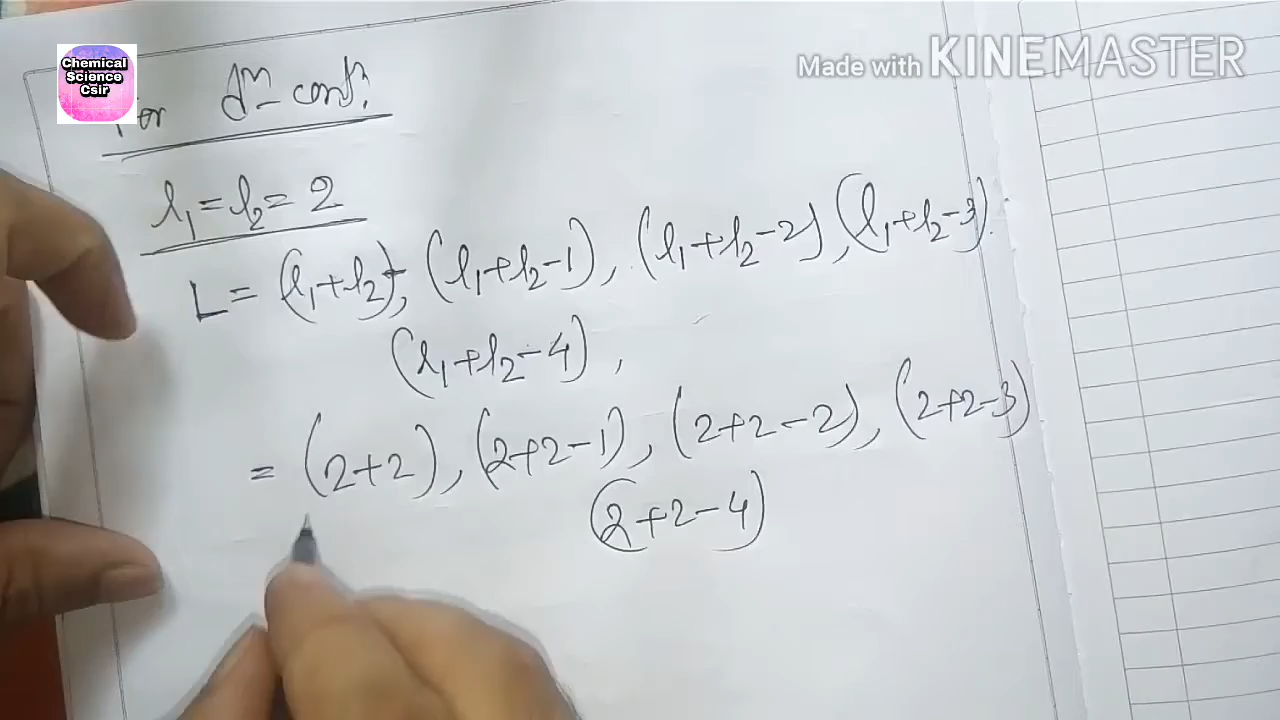 Chemical
Science
Csir
Made with KINEMASTER
For dⁿ-confⁿ.
l₁ = l₂ = 2
L = (l₁+l₂), (l₁+l₂-1), (l₁+l₂-2), (l₁+l₂-3).
(l₁+l₂-4),
= (2+2), (2+2-1), (2+2-2), (2+2-3)
(2+2-4)